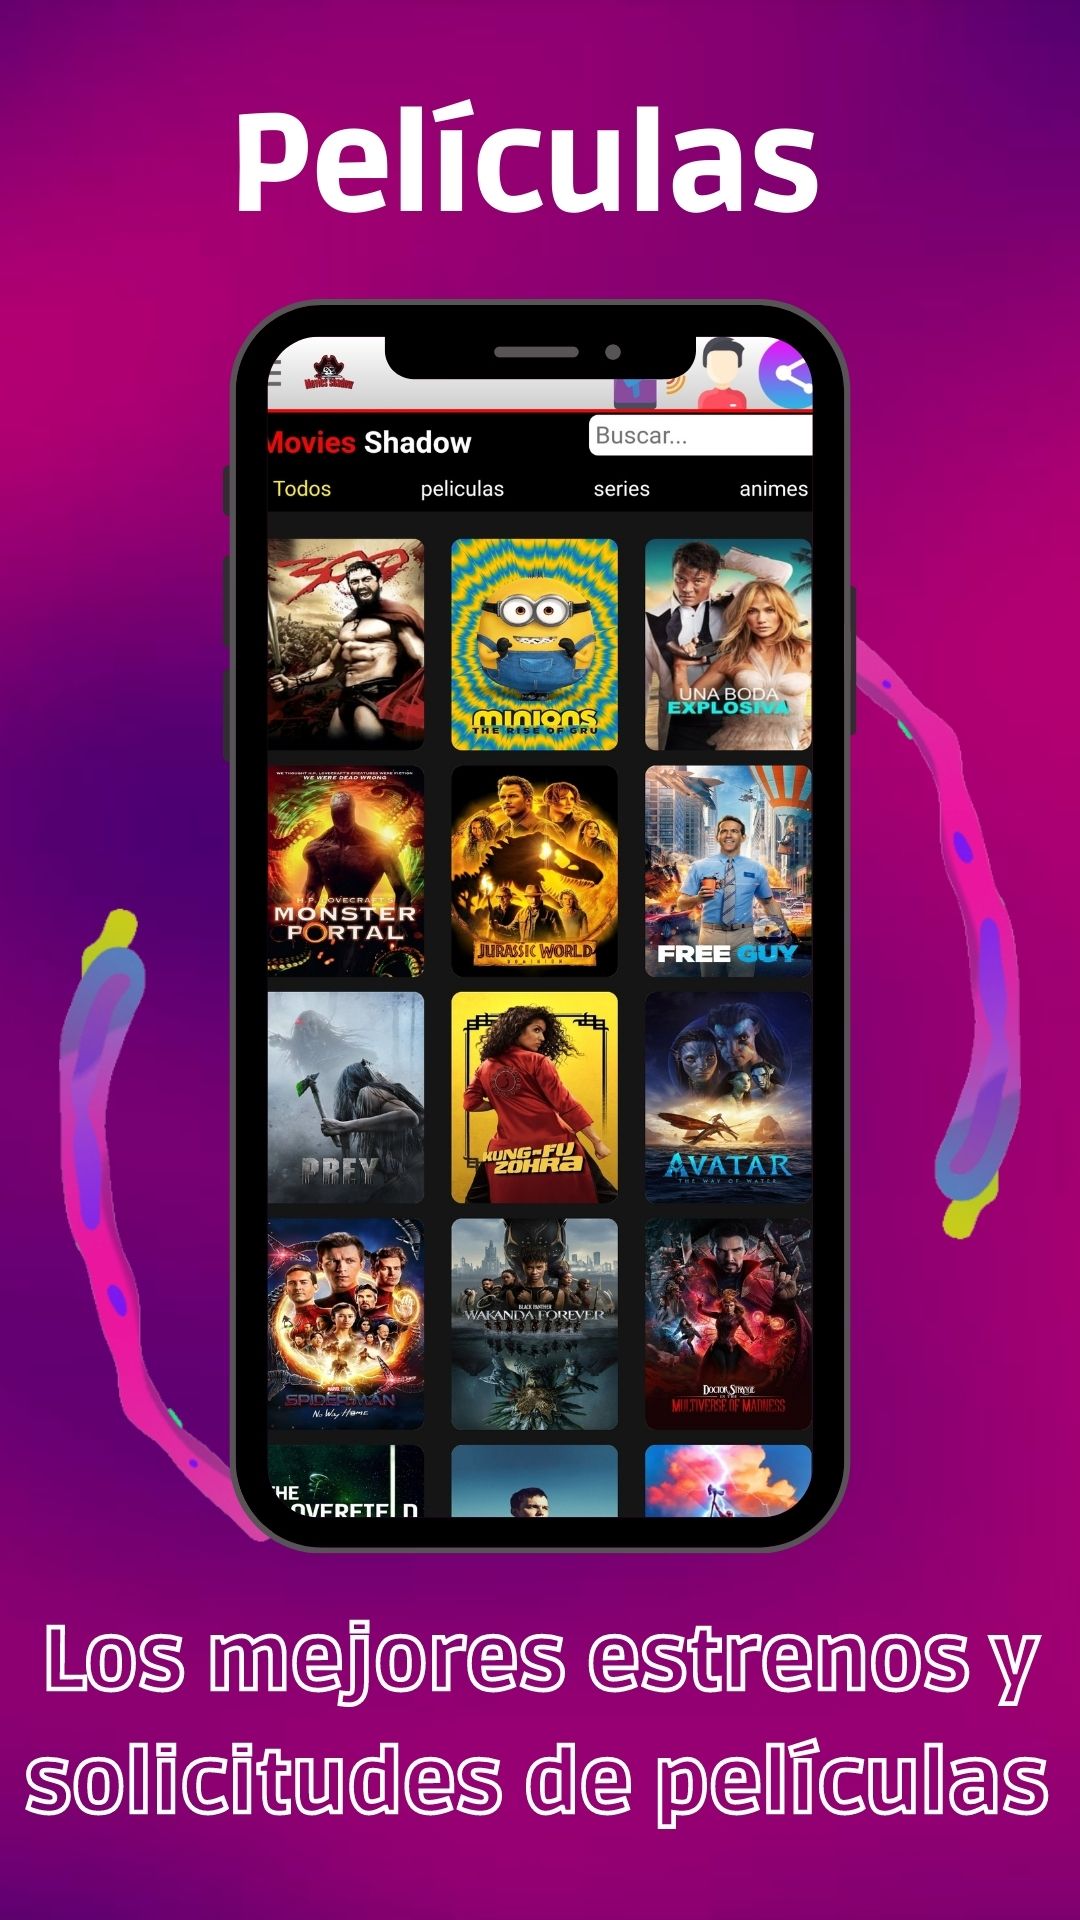 Películas
Movies Shadow
Movies Shadow
Buscar...
Todos
peliculas
series
animes
300
MINIONS
THE RISE OF GRU
UNA BODA
EXPLOSIVA
WE THOUGHT H.P. LOVECRAFT'S CREATURES WERE FICTION
WE WERE DEAD WRONG
H.P. LOVECRAFT'S
MONSTER
PORTAL
JURASSIC WORLD
DOMINION
FREE GUY
PREY
KUNG-FU
ZOHRA
AVATAR
THE WAY OF WATER
MARVEL STUDIOS
SPIDER-MAN
NO WAY HOME
BLACK PANTHER
WAKANDA FOREVER
DOCTOR STRANGE
IN THE
MULTIVERSE OF MADNESS
THE
OVERFIELD
Los mejores estrenos y
solicitudes de películas